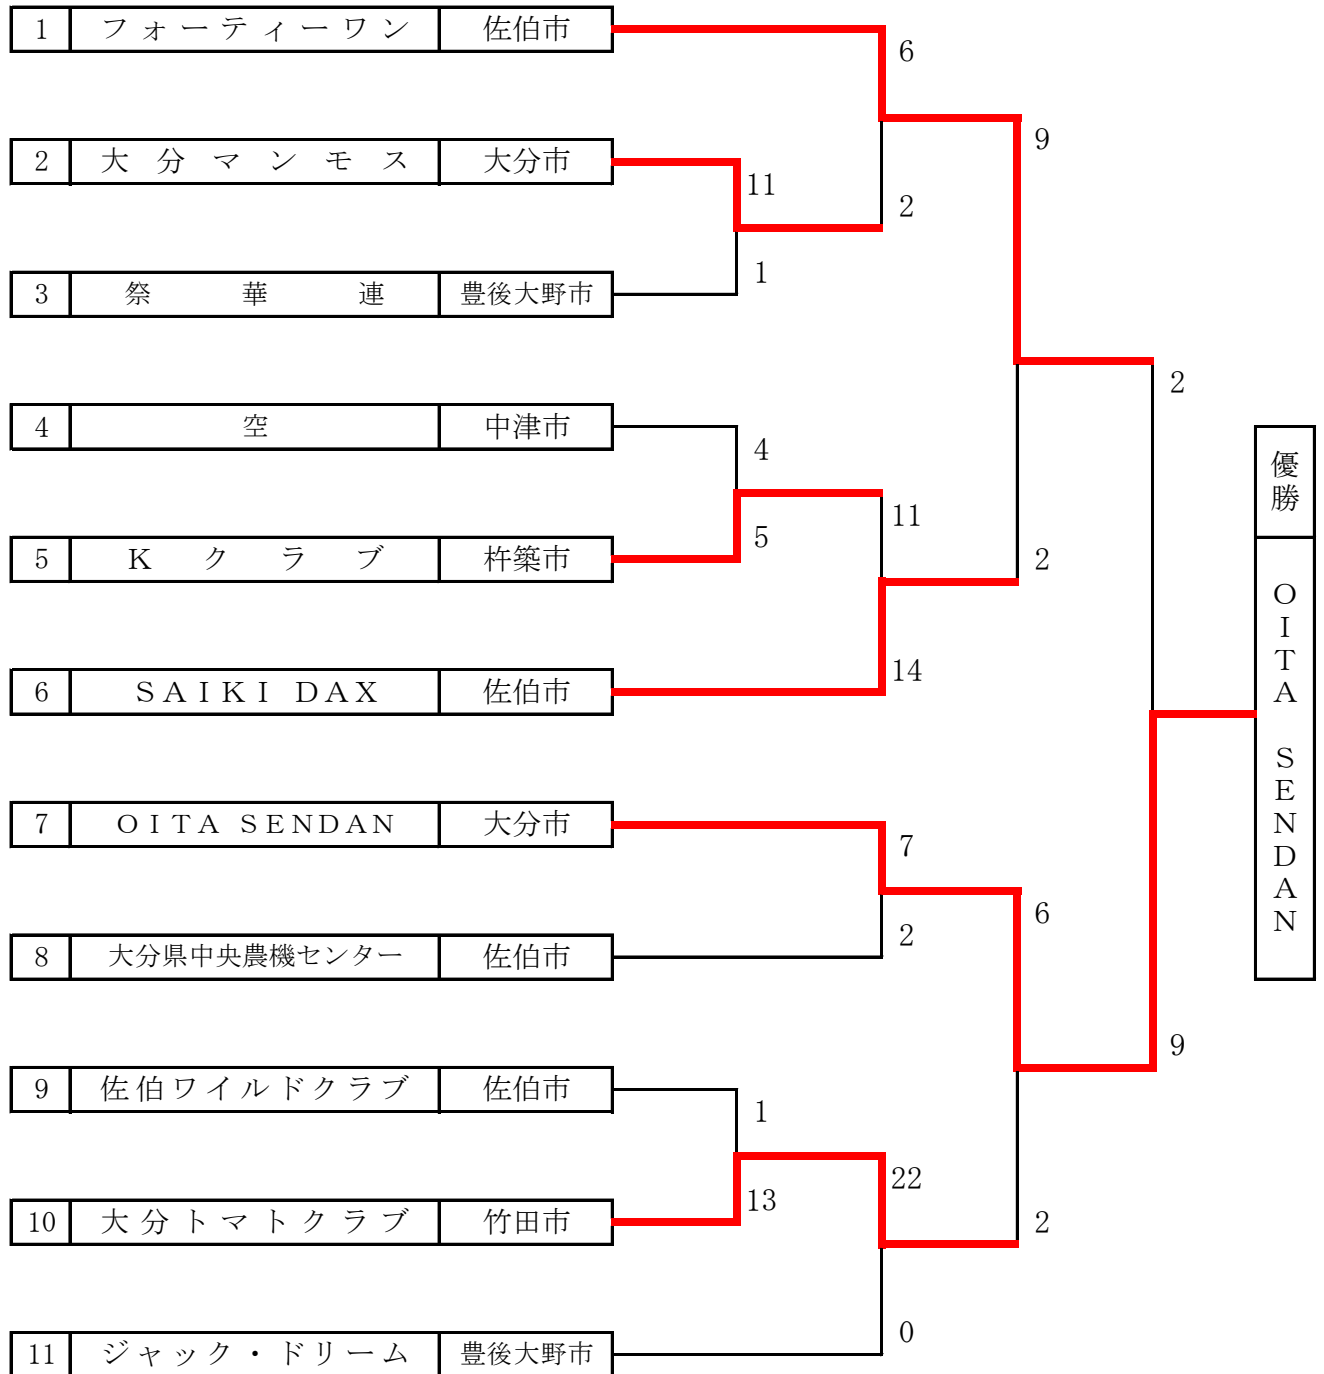 1 フォーティーワン 佐伯市
6
9
2 大分マンモス 大分市
11
2
1
3 祭華連 豊後大野市
2
4 空 中津市
4
優勝
11
5
5 Kクラブ 杵築市
2
OITA SENDAN
14
6 SAIKI DAX 佐伯市
7 OITA SENDAN 大分市
7
6
2
8 大分県中央農機センター 佐伯市
9
9 佐伯ワイルドクラブ 佐伯市
1
22
13
10 大分トマトクラブ 竹田市
2
0
11 ジャック・ドリーム 豊後大野市